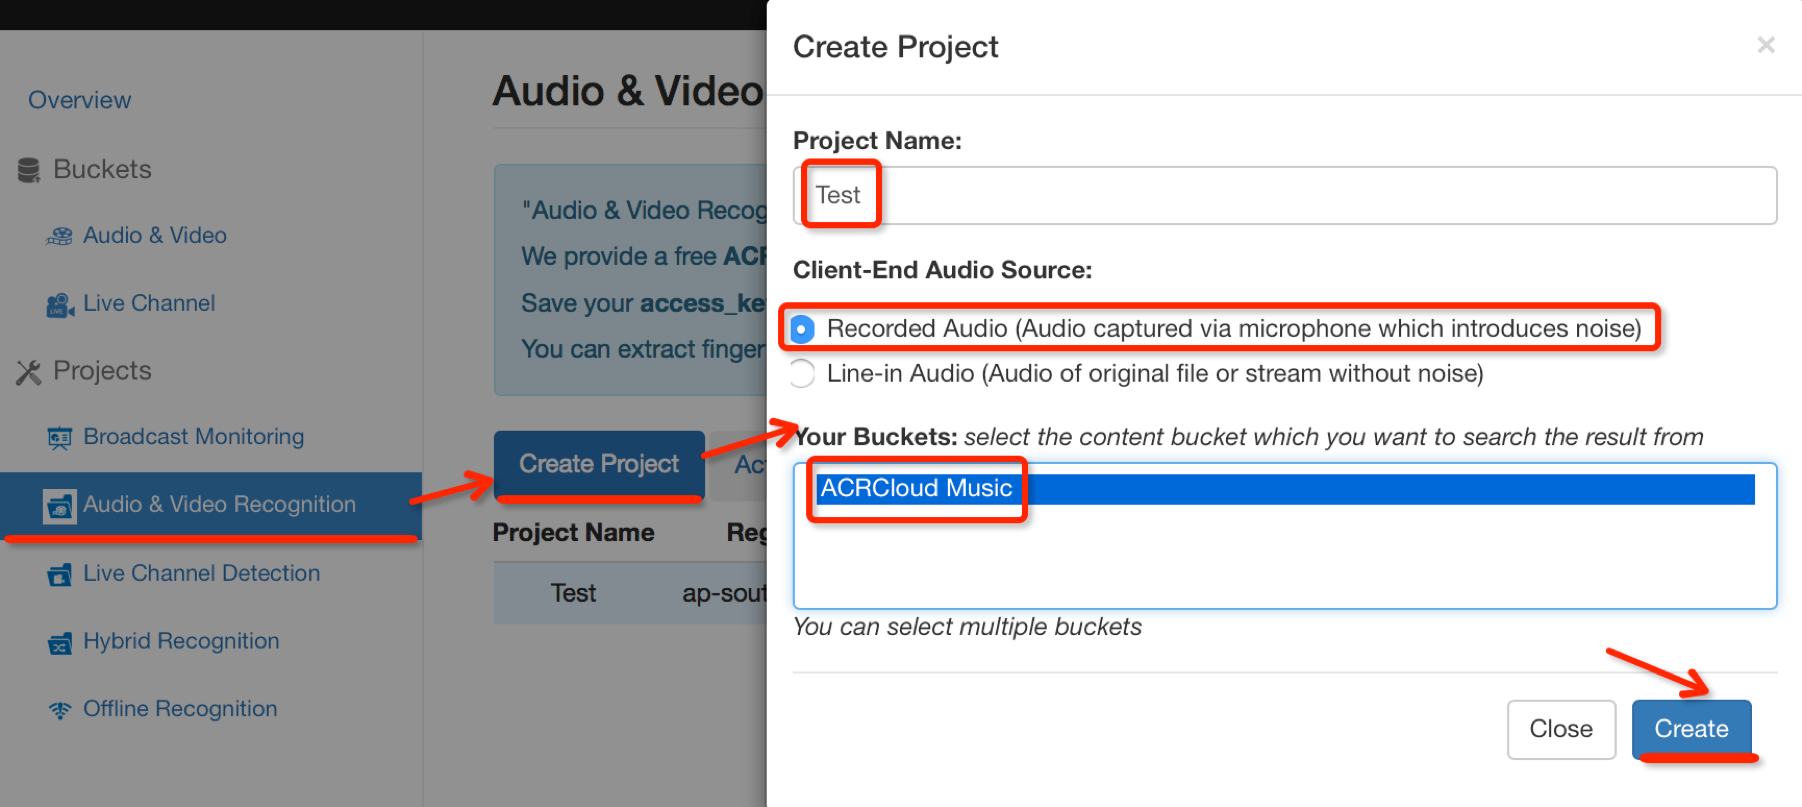 Overview
Buckets
Audio & Video
Live Channel
Projects
Broadcast Monitoring
Audio & Video Recognition
Live Channel Detection
Hybrid Recognition
Offline Recognition
Audio & Video
"Audio & Video Recog
We provide a free ACR
Save your access_ke
You can extract finger
Create Project
Act
Project Name Reg
Test ap-sout
Create Project
×
Project Name:
Test
Client-End Audio Source:
Recorded Audio (Audio captured via microphone which introduces noise)
Line-in Audio (Audio of original file or stream without noise)
Your Buckets: select the content bucket which you want to search the result from
ACRCloud Music
You can select multiple buckets
Close Create